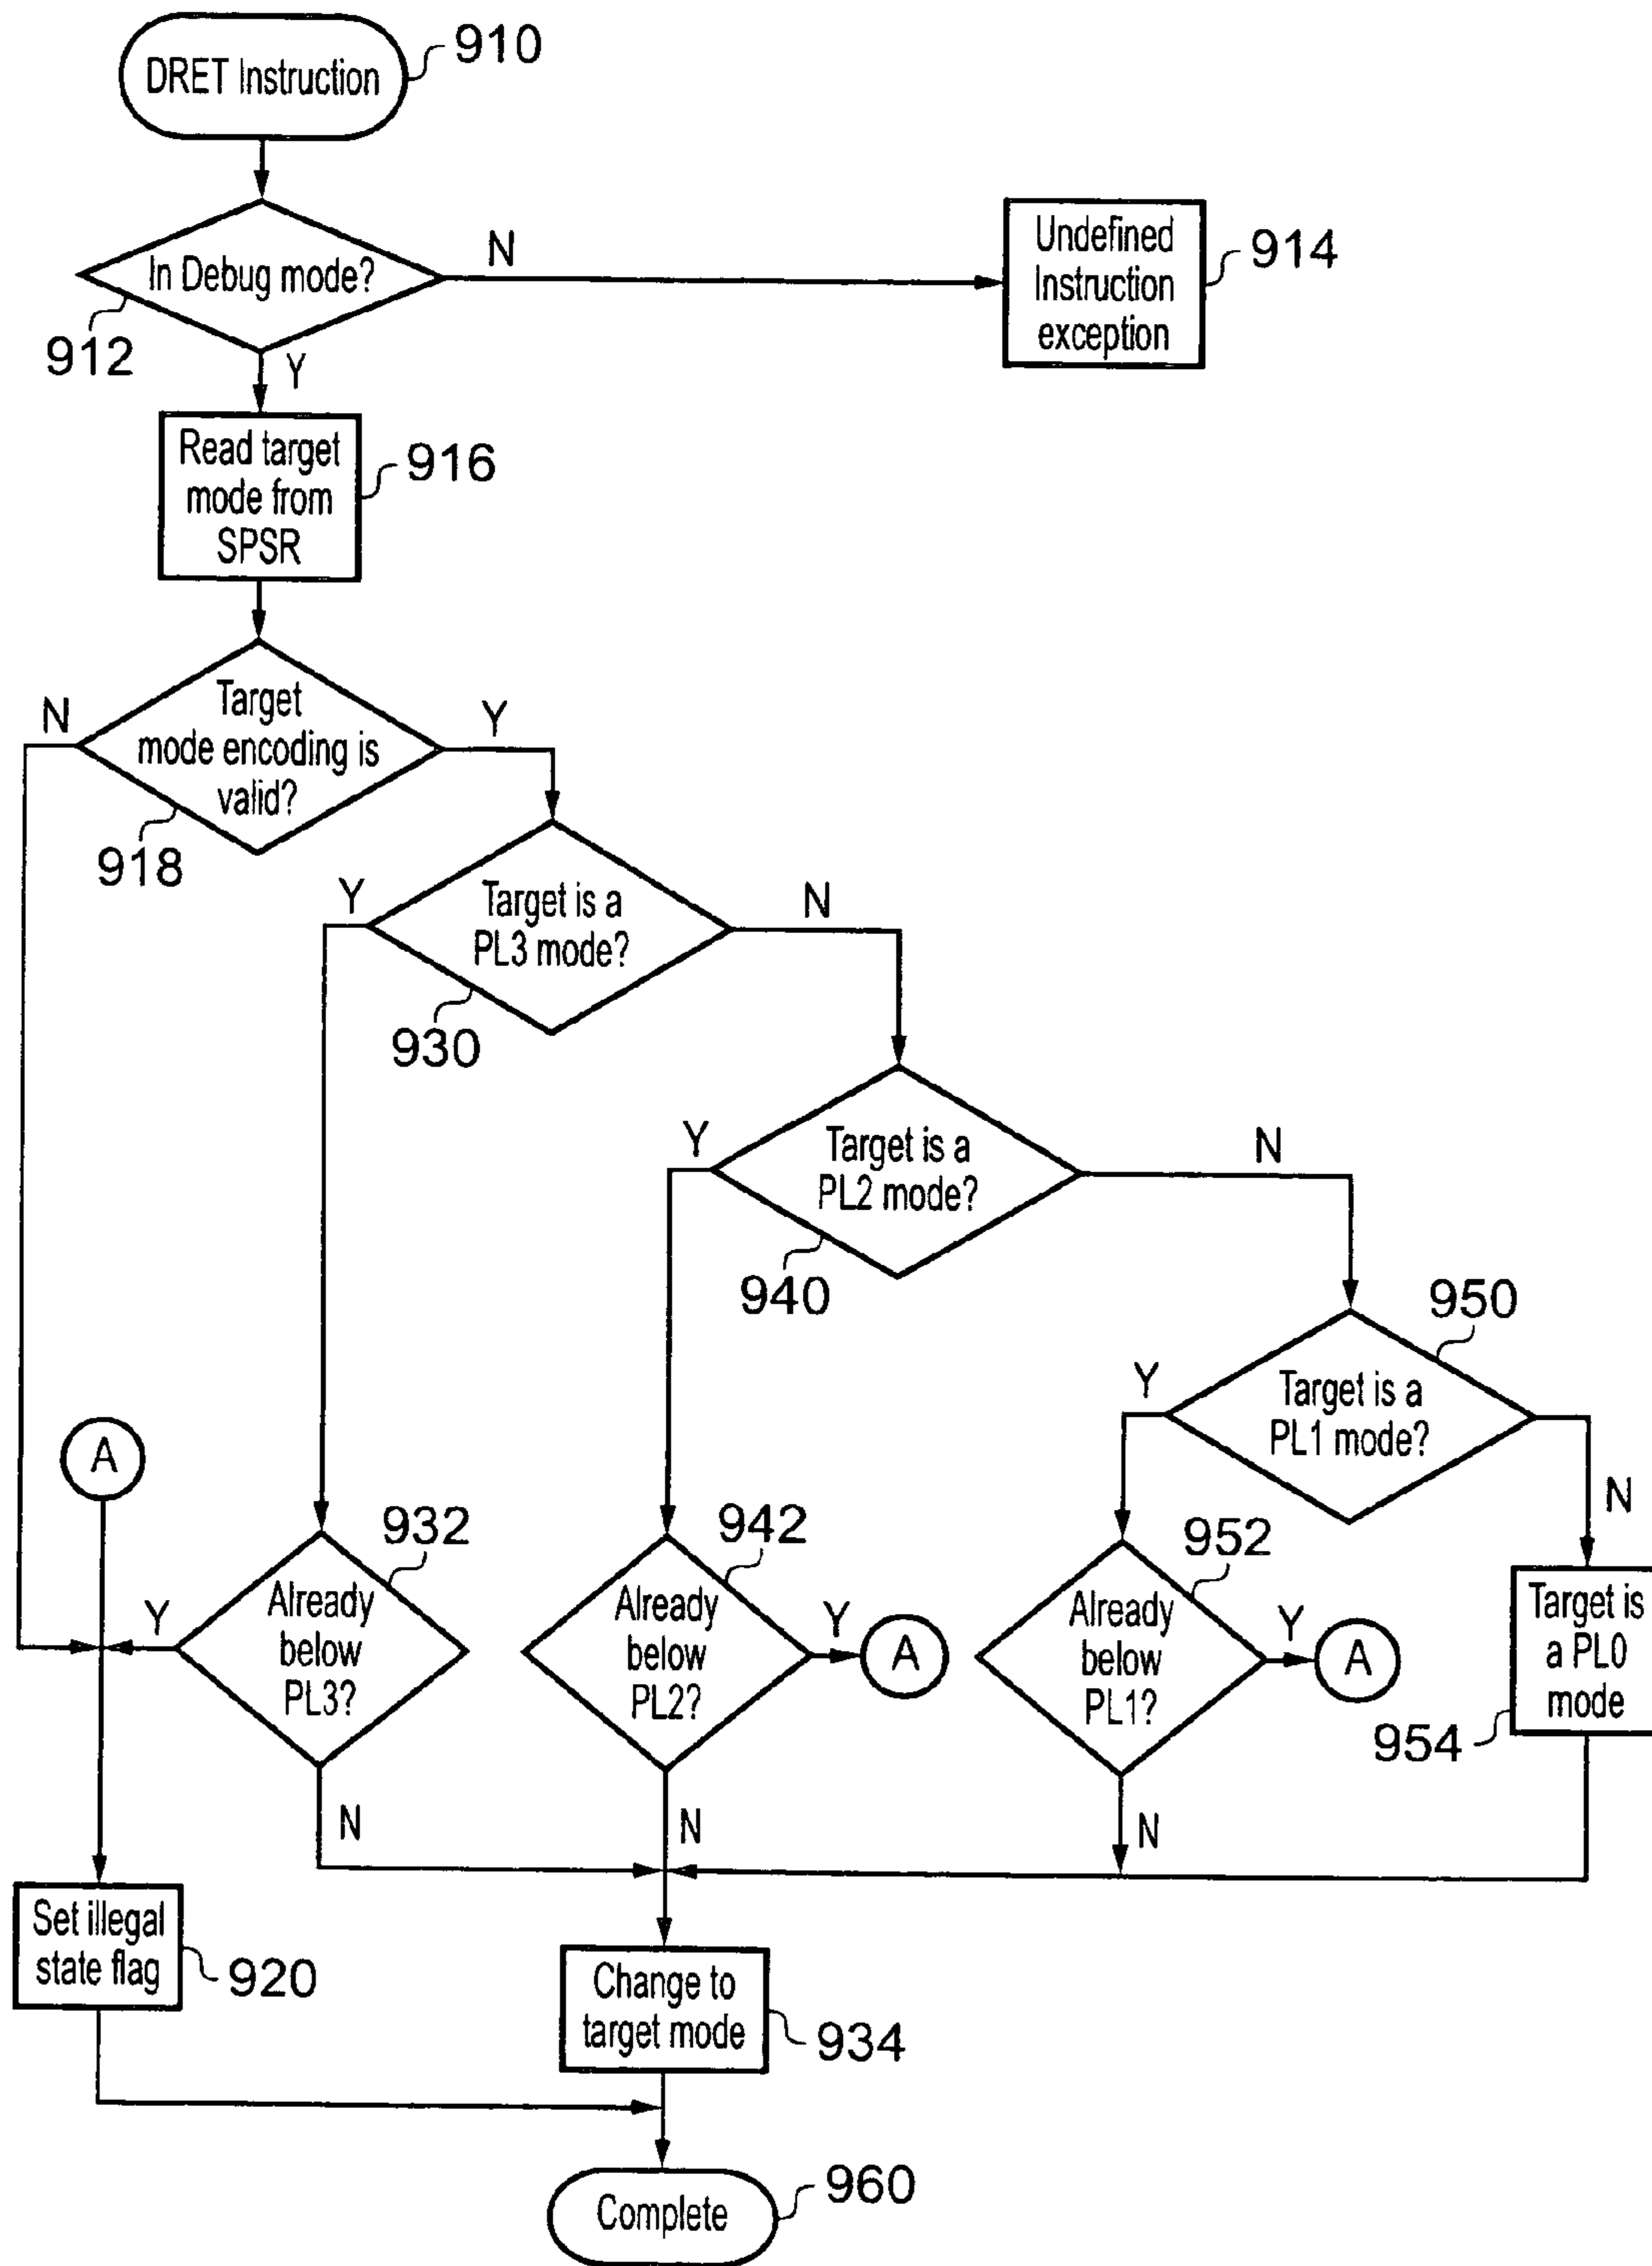 DRET Instruction
910
In Debug mode?
N
912
Y
Undefined
Instruction
exception
914
Read target
mode from
SPSR
916
N
Target
mode encoding is
valid?
Y
918
Y
Target is a
PL3 mode?
N
930
Y
Target is a
PL2 mode?
N
940
950
Y
Target is a
PL1 mode?
N
A
932
Y
Already
below
PL3?
N
942
Already
below
PL2?
Y
A
N
952
Already
below
PL1?
Y
A
N
Target is
a PL0
mode
954
Set illegal
state flag
920
Change to
target mode
934
Complete
960